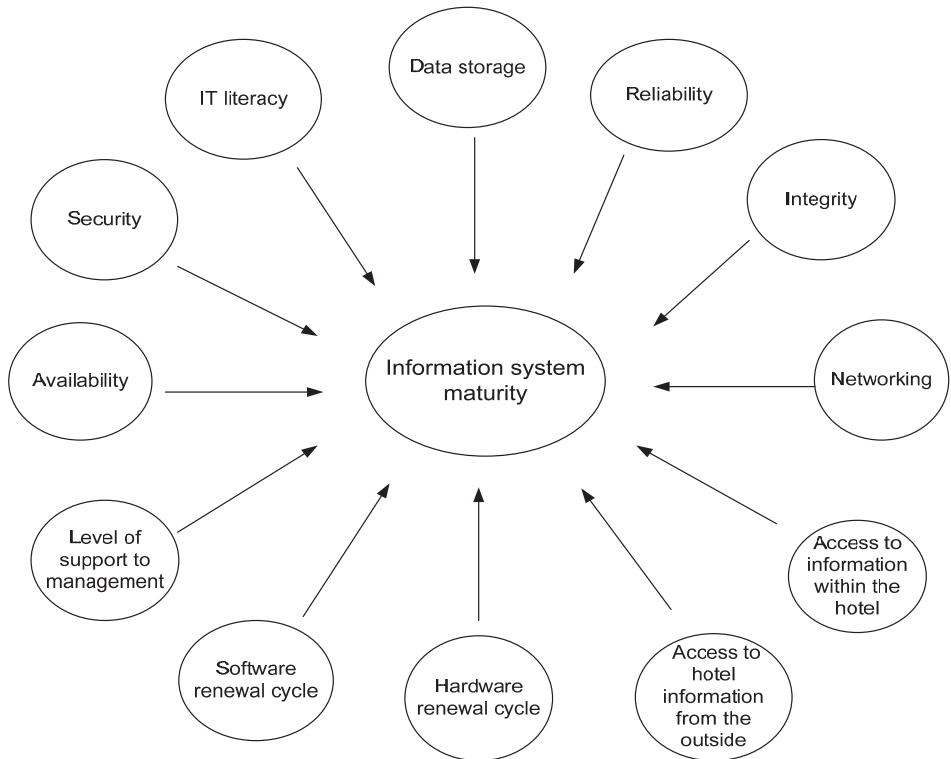 Data storage
IT literacy
Reliability
Security
Integrity
Availability
Information system
maturity
Networking
Level of
support to
management
Access to
information
within the
hotel
Software
renewal cycle
Hardware
renewal cycle
Access to
hotel
information
from the
outside